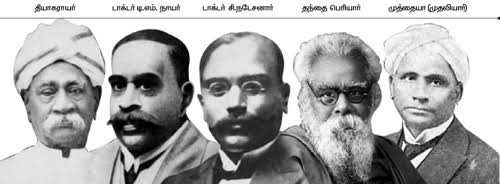 தியாகராயர் டாக்டர் டி.எம். நாயர் டாக்டர் சி.நடேசனார் தந்தை பெரியார் முத்தையா (முதலியார்)